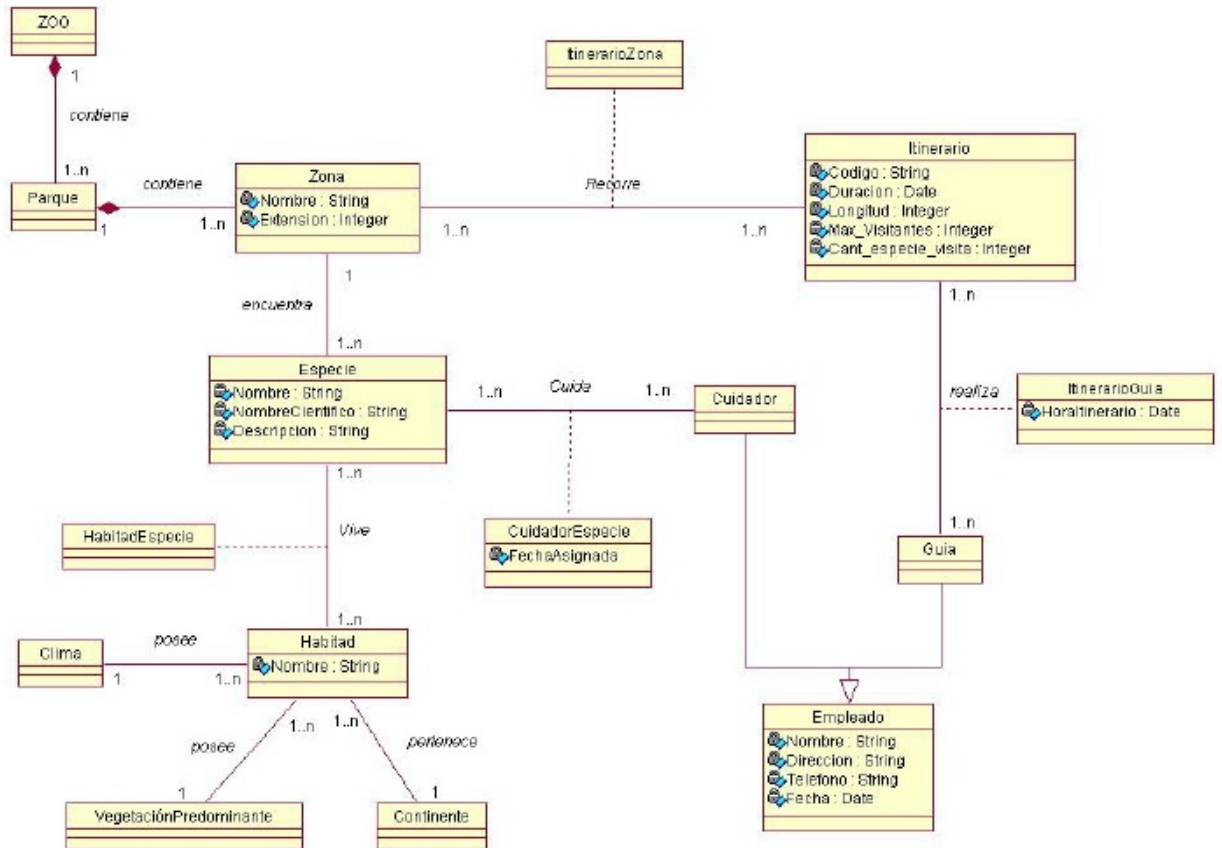 ZOO
1
contiene
1..n
Parque
1
contiene
1..n
Zona
Nombre : String
Extension : Integer
1..n
Recorre
1..n
ItinerarioZona
Itinerario
Codigo : String
Duracion : Date
Longitud : Integer
Max_Visitantes : Integer
Cant_especie_visita : Integer
1
encuentra
1..n
Especie
Nombre : String
NombreCientifico : String
Descripcion : String
1..n
Cuida
1..n
Cuidador
CuidadorEspecie
FechaAsignada
1..n
realiza
1..n
ItinerarioGuia
HoraItinerario : Date
Guia
1..n
Vive
1..n
HabitadEspecie
Habitad
Nombre : String
Clima
1
posee
1..n
1..n
posee
1
VegetaciónPredominante
1..n
pertenece
1
Continente
Empleado
Nombre : String
Direccion : String
Telefono : String
Fecha : Date